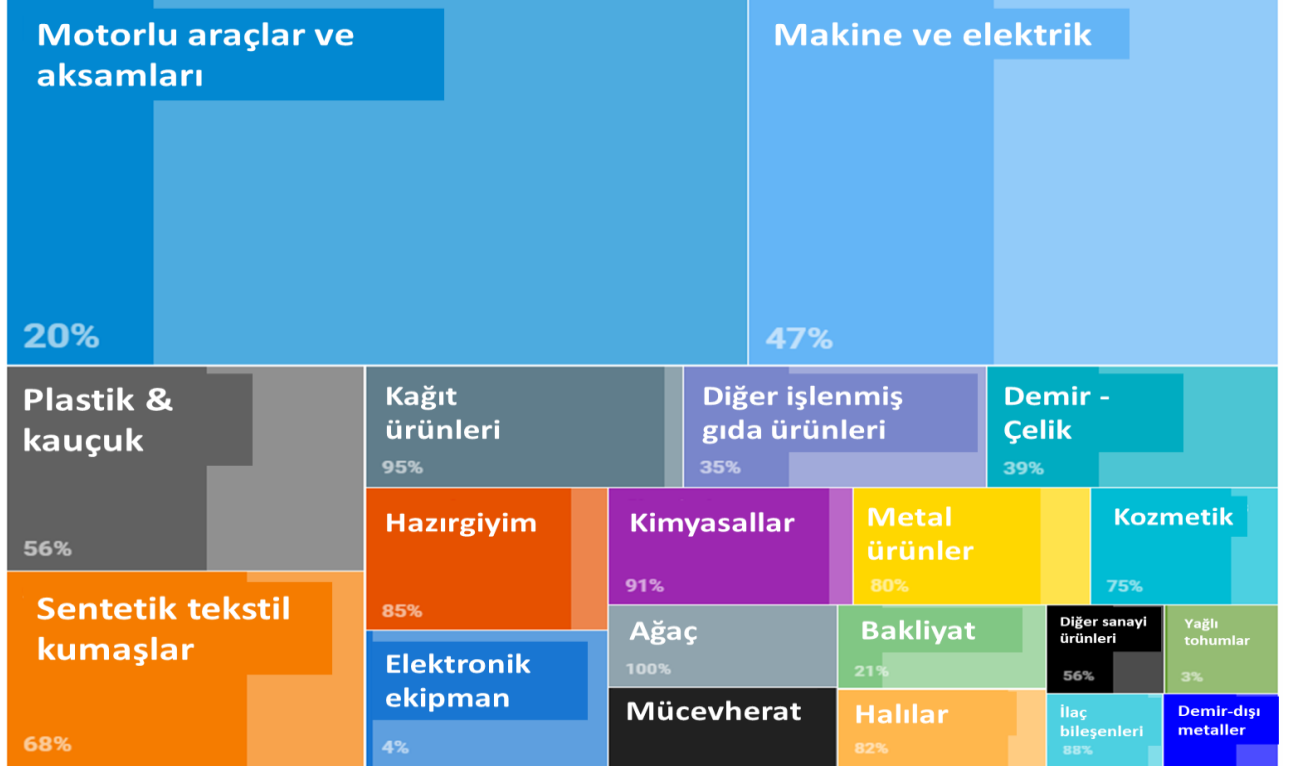 Motorlu araçlar ve
aksamları
20%
Makine ve elektrik
47%
Plastik &
kauçuk
56%
Kağıt
ürünleri
95%
Diğer işlenmiş
gıda ürünleri
35%
Demir -
Çelik
39%
Hazırgiyim
85%
Kimyasallar
91%
Metal
ürünler
80%
Kozmetik
75%
Sentetik tekstil
kumaşlar
68%
Elektronik
ekipman
4%
Ağaç
100%
Bakliyat
21%
Diğer sanayi
ürünleri
56%
Yağlı
tohumlar
3%
Mücevherat
Halılar
82%
İlaç
bileşenleri
88%
Demir-dışı
metaller